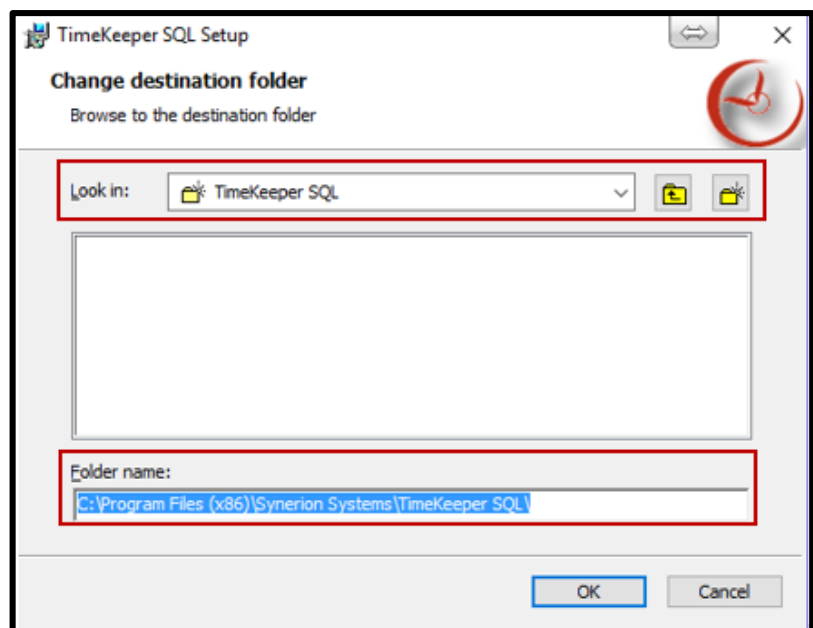 TimeKeeper SQL Setup
Change destination folder
Browse to the destination folder
Look in: TimeKeeper SQL
Folder name:
C:\Program Files (x86)\Synerion Systems\TimeKeeper SQL\
OK Cancel